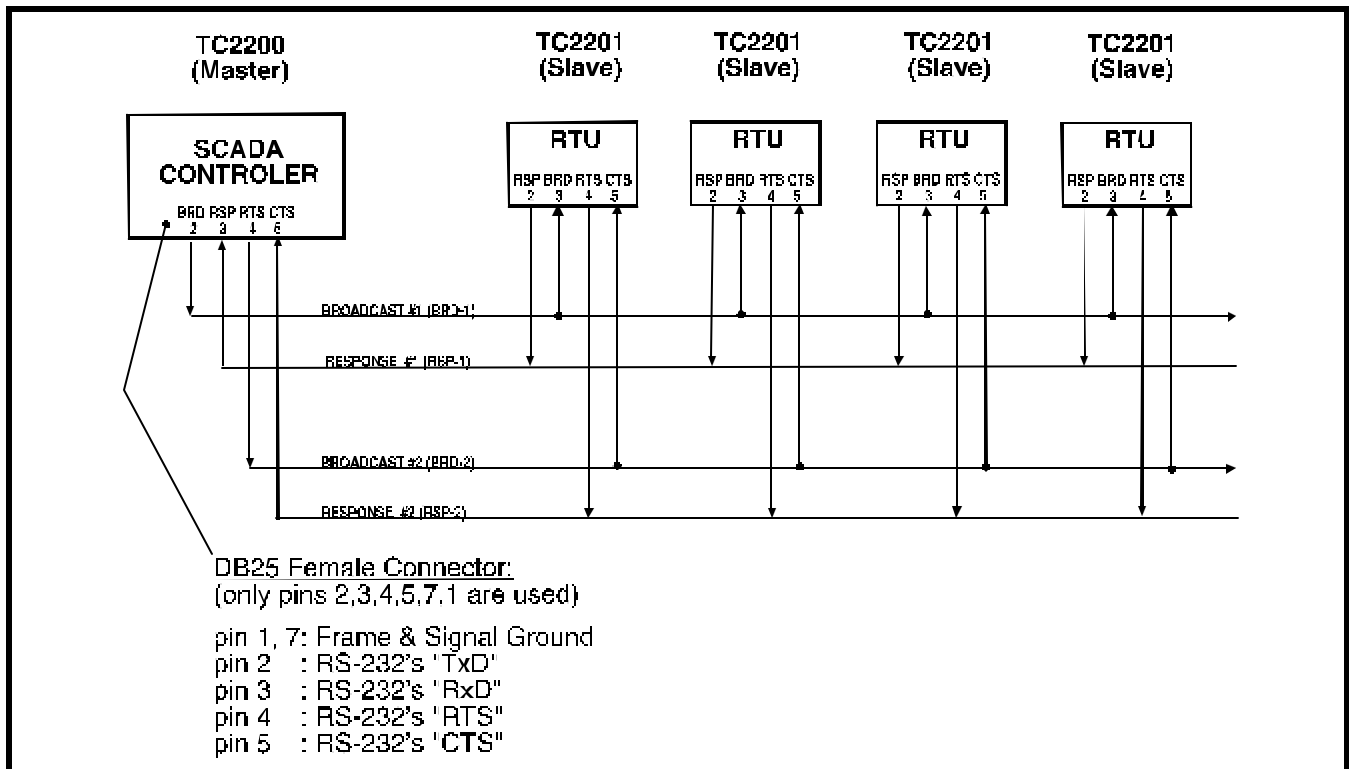 TC2200
(Master)
TC2201
(Slave)
TC2201
(Slave)
TC2201
(Slave)
TC2201
(Slave)
SCADA
CONTROLER
BRD RSP RTS CTS
2 3 4 5
RTU
RSP BRD RTS CTS
2 3 4 5
RTU
RSP BRD RTS CTS
2 3 4 5
RTU
RSP BRD RTS CTS
2 3 4 5
RTU
RSP BRD RTS CTS
2 3 4 5
BROADCAST #1 (BRD-1)
RESPONSE #1 (RSP-1)
BROADCAST #2 (BRD-2)
RESPONSE #2 (RSP-2)
DB25 Female Connector:
(only pins 2,3,4,5,7,1 are used)
pin 1, 7: Frame & Signal Ground
pin 2 : RS-232's "TxD"
pin 3 : RS-232's "RxD"
pin 4 : RS-232's "RTS"
pin 5 : RS-232's "CTS"